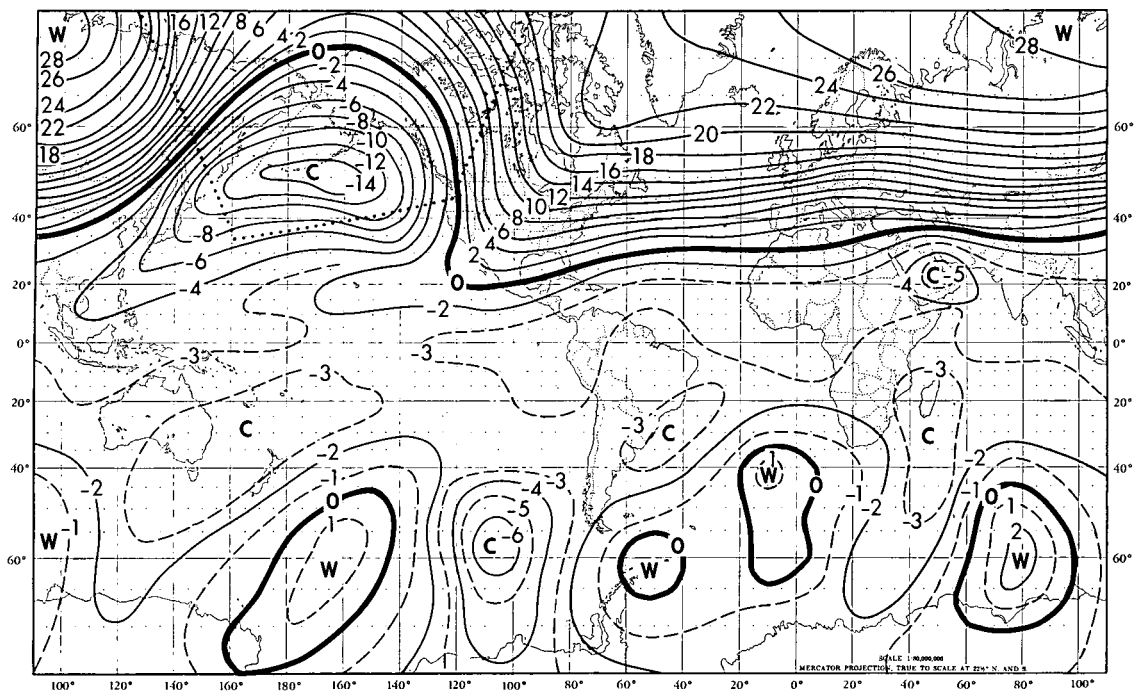 W 16 12 8 6 4 2 0 -2 -4 -6 -8 -10 -12 -14 C W 28 26 24 22 20 18 16 14 12 10 8 6 4 2 0
28
26
24
22
18
60° 60°
40° 40°
-8
-6
-4
20° 0 -2 -4 C -5 20°
0° -3 -3 0°
-3 -3
20° -3 20°
C -3 C C
40° -2 -2 -1 W -2 40°
-2 -1 0 1 -4 -3 -5 C -6 0 -1 -2 -3 -1 0 1 2
W -1
60° W W 0 W 60°
SCALE 1:80,000,000
MERCATOR PROJECTION, TRUE TO SCALE AT 22½° N. AND S.
100° 120° 140° 160° 180° 160° 140° 120° 100° 80° 60° 40° 20° 0° 20° 40° 60° 80° 100°